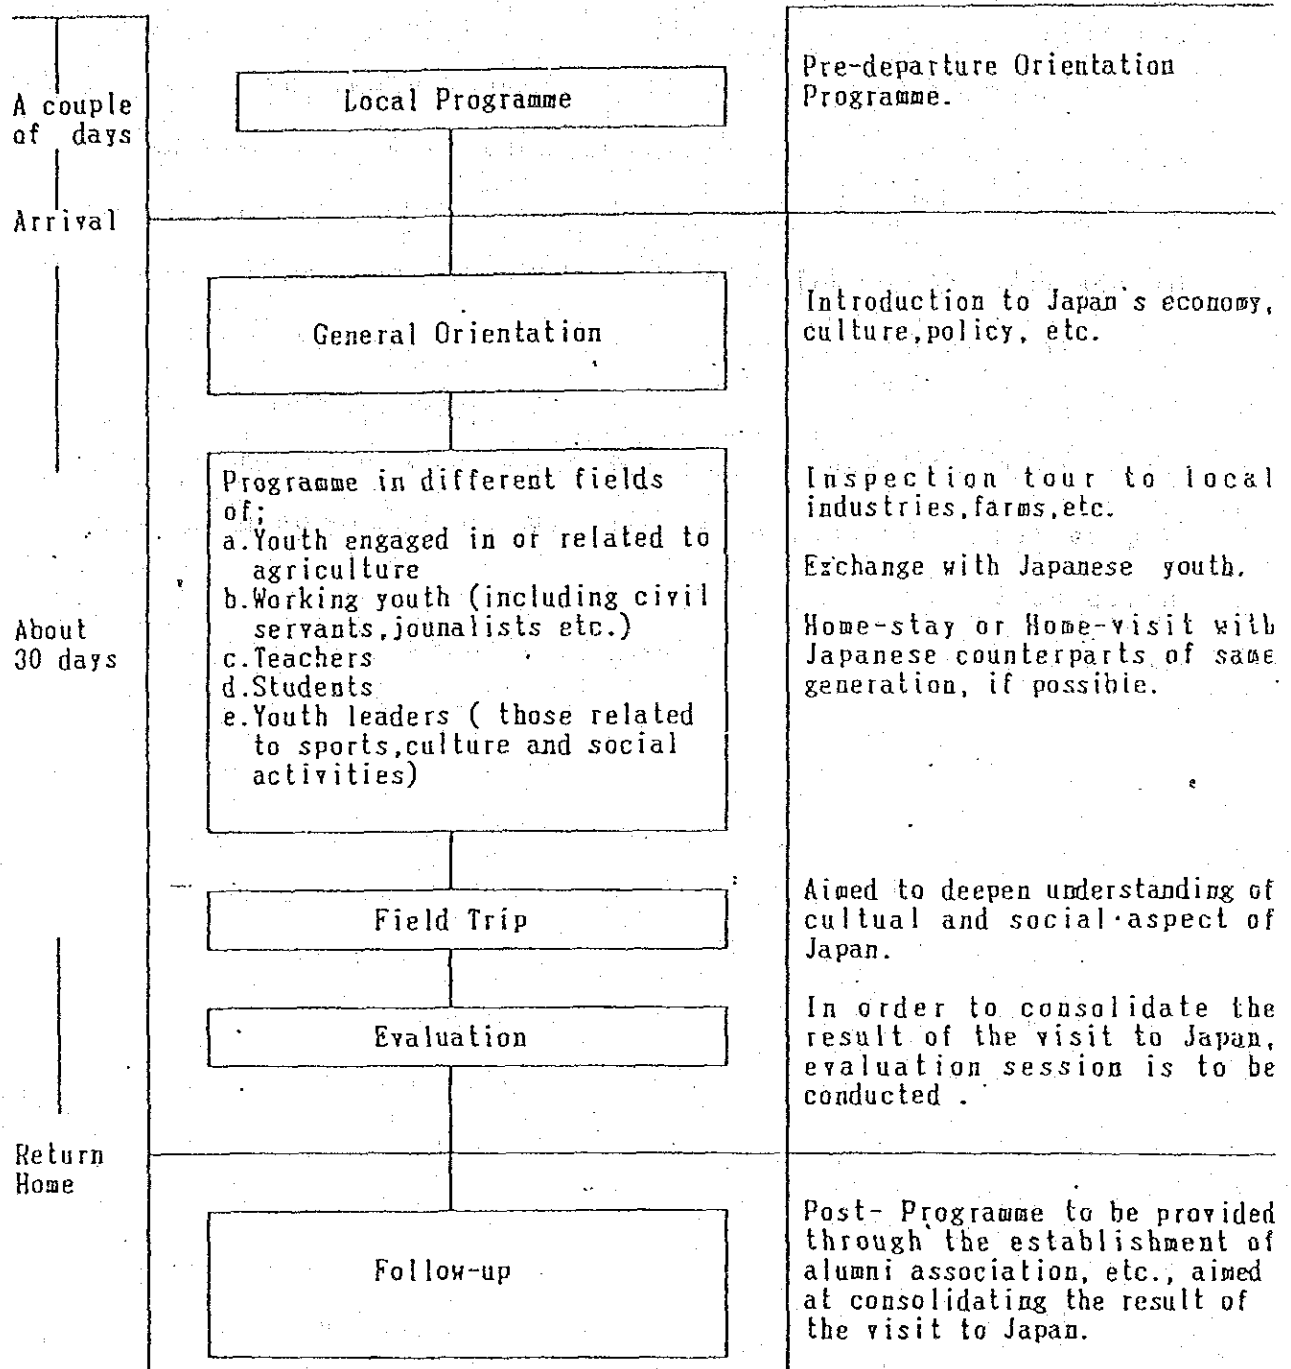 A couple
of days
Local Programme
Pre-departure Orientation
Programme.
Arrival
General Orientation
Introduction to Japan's economy,
culture,policy, etc.
About
30 days
Programme in different fields
of;
a.Youth engaged in or related to
agriculture
b.Working youth (including civil
servants,jounalists etc.)
c.Teachers
d.Students
e.Youth leaders ( those related
to sports,culture and social
activities)
Inspection tour to local
industries,farms,etc.
Exchange with Japanese youth.
Home-stay or Home-visit with
Japanese counterparts of same
generation, if possible.
Field Trip
Aimed to deepen understanding of
cultual and social aspect of
Japan.
Evaluation
In order to consolidate the
result of the visit to Japan,
evaluation session is to be
conducted .
Return
Home
Follow-up
Post- Programme to be provided
through the establishment of
alumni association, etc., aimed
at consolidating the result of
the visit to Japan.